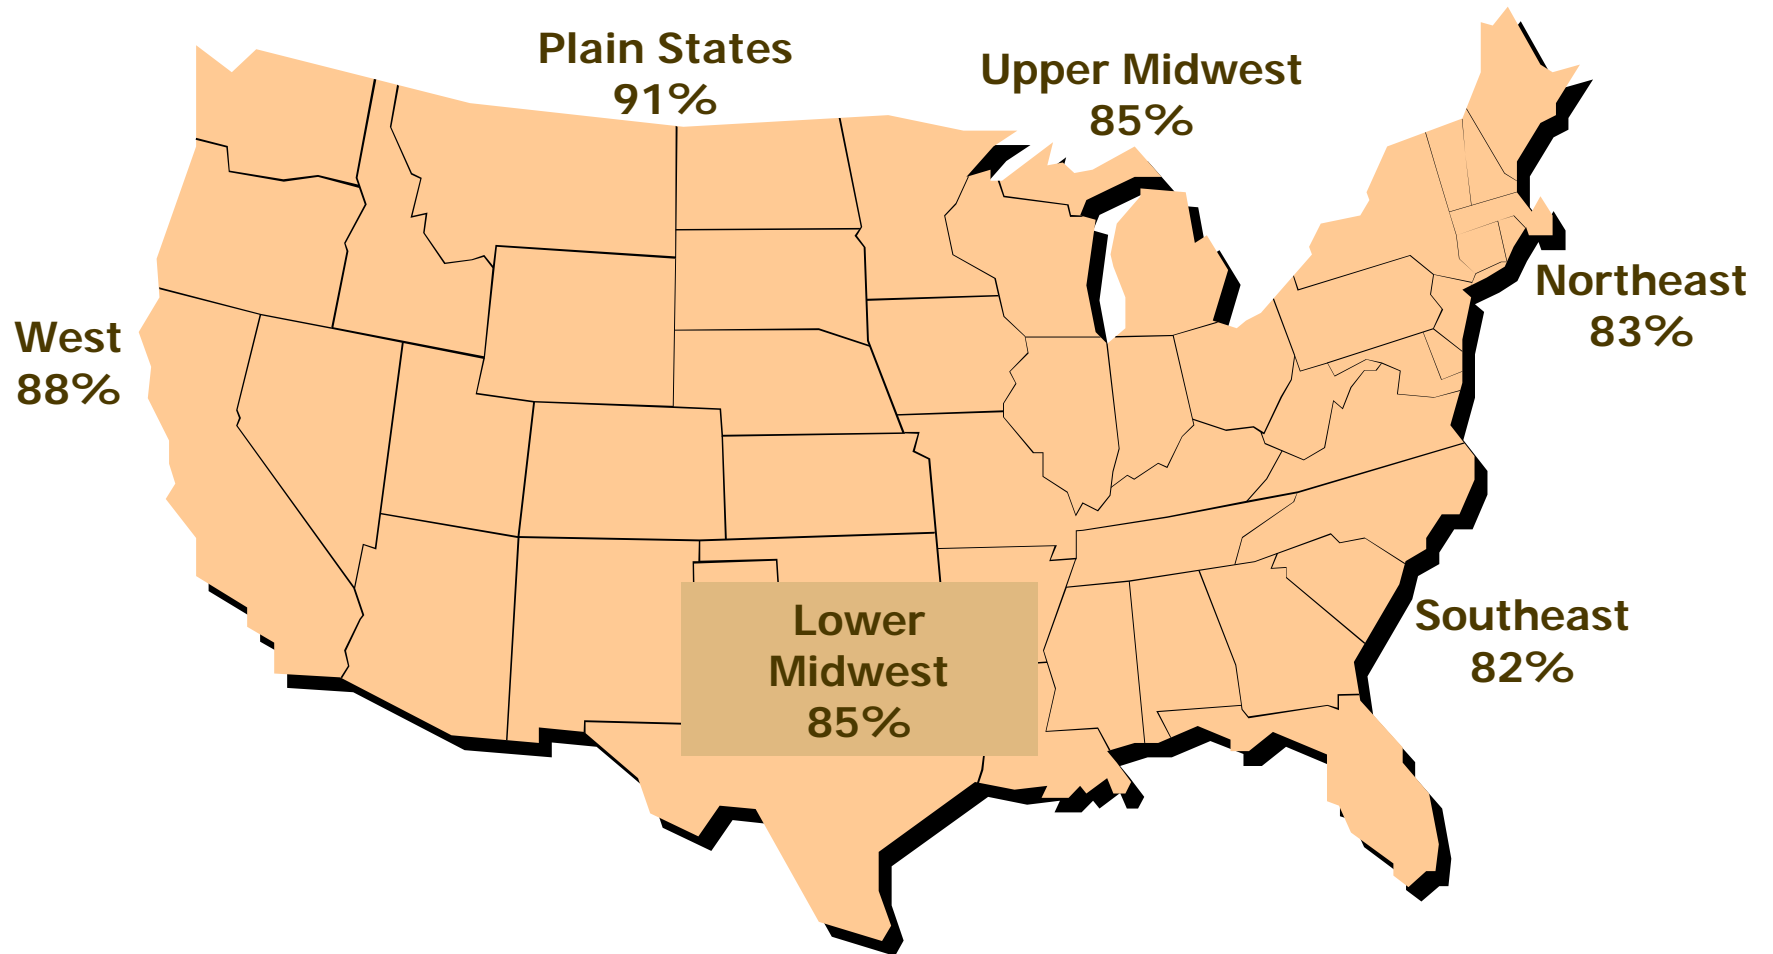 Plain States
91%
Upper Midwest
85%
Northeast
83%
West
88%
Lower
Midwest
85%
Southeast
82%